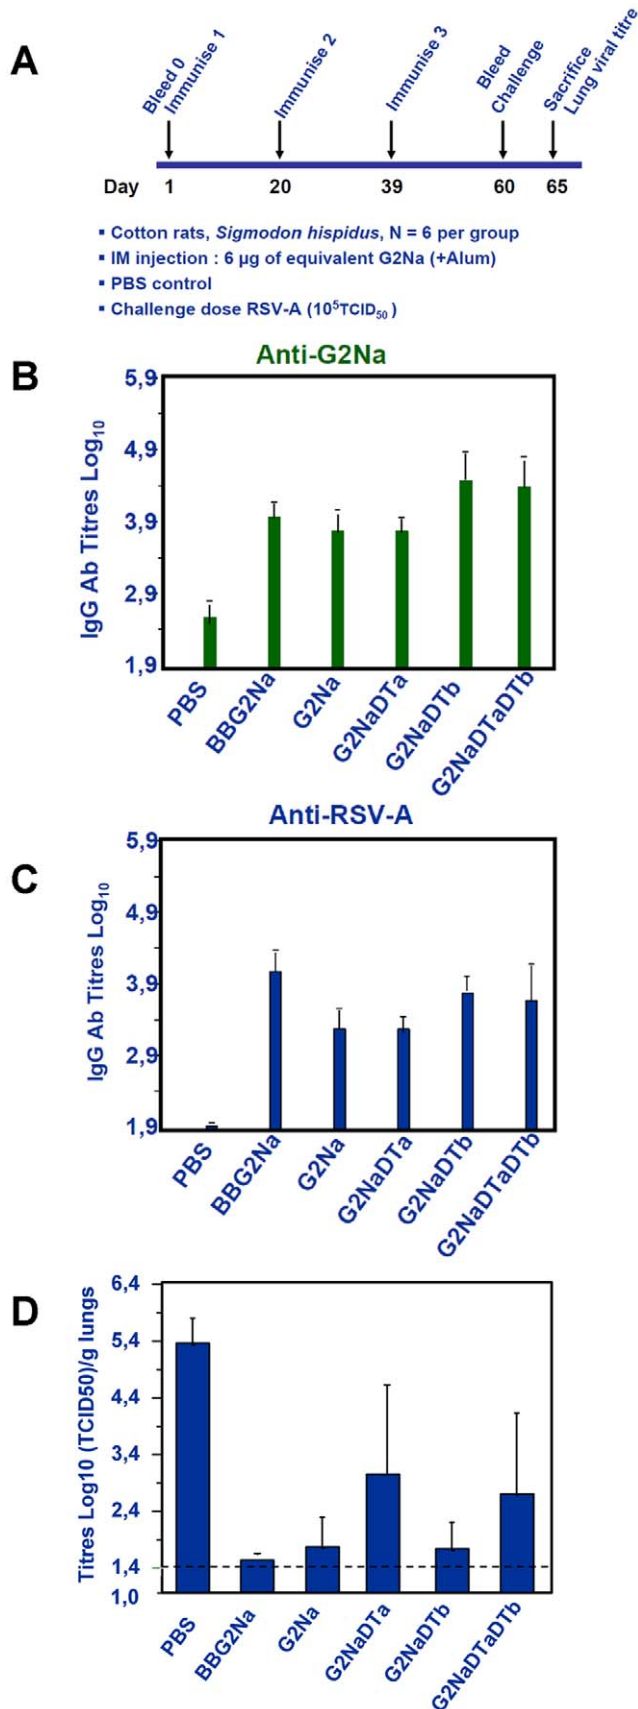 A
Bleed 0
Immunise 1
Immunise 2
Immunise 3
Bleed
Challenge
Sacrifice
Lung viral titre
Day 1 20 39 60 65
▪ Cotton rats, Sigmodon hispidus, N = 6 per group
▪ IM injection : 6 µg of equivalent G2Na (+Alum)
▪ PBS control
▪ Challenge dose RSV-A (10⁵TCID₅₀ )
B
Anti-G2Na
IgG Ab Titres Log₁₀
5,9
4,9
3,9
2,9
1,9
PBS
BBG2Na
G2Na
G2NaDTa
G2NaDTb
G2NaDTaDTb
C
Anti-RSV-A
IgG Ab Titres Log₁₀
5,9
4,9
3,9
2,9
1,9
PBS
BBG2Na
G2Na
G2NaDTa
G2NaDTb
G2NaDTaDTb
D
Titres Log10 (TCID50)/g lungs
6,4
5,4
4,4
3,4
2,4
1,4
1,0
PBS
BBG2Na
G2Na
G2NaDTa
G2NaDTb
G2NaDTaDTb